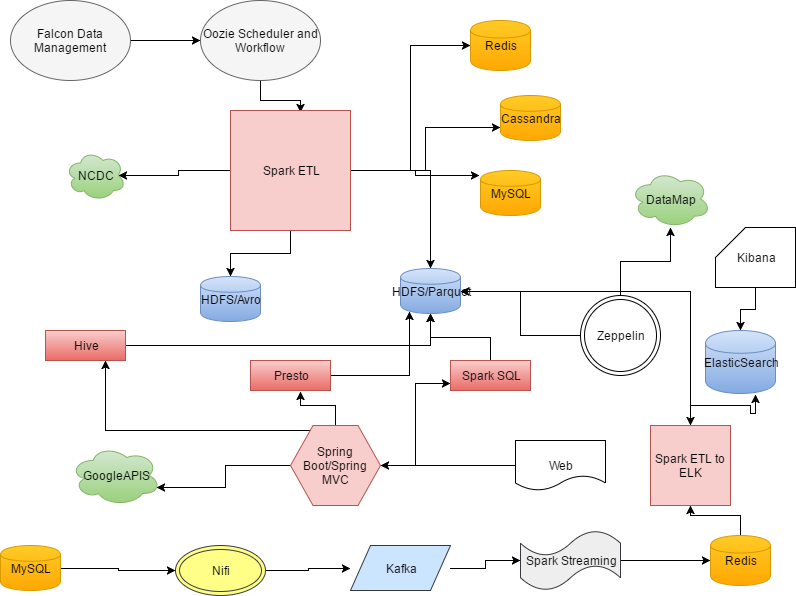 Falcon Data
Management
Oozie Scheduler and
Workflow
Redis
Cassandra
Spark ETL
NCDC
MySQL
DataMap
Kibana
HDFS/Avro
HDFS/Parquet
Zeppelin
ElasticSearch
Hive
Presto
Spark SQL
Spring
Boot/Spring
MVC
GoogleAPIS
Web
Spark ETL to
ELK
MySQL
Nifi
Kafka
Spark Streaming
Redis